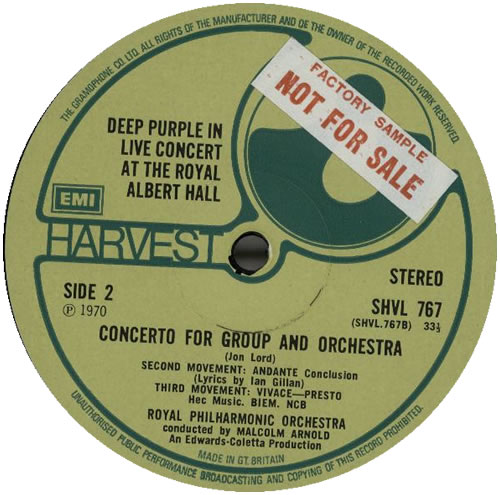 THE GRAMOPHONE CO. LTD. ALL RIGHTS OF THE MANUFACTURER AND OF THE OWNER OF THE RECORDED WORK RESERVED.
FACTORY SAMPLE
NOT FOR SALE
DEEP PURPLE IN
LIVE CONCERT
AT THE ROYAL
ALBERT HALL
EMI
HARVEST
STEREO
SIDE 2
SHVL 767
℗ 1970
(SHVL.767B) 33⅓
CONCERTO FOR GROUP AND ORCHESTRA
(Jon Lord)
SECOND MOVEMENT: ANDANTE Conclusion
(Lyrics by Ian Gillan)
THIRD MOVEMENT: VIVACE—PRESTO
Hec Music. BIEM. NCB
ROYAL PHILHARMONIC ORCHESTRA
conducted by MALCOLM ARNOLD
An Edwards-Coletta Production
MADE IN GT. BRITAIN
UNAUTHORISED PUBLIC PERFORMANCE BROADCASTING AND COPYING OF THIS RECORD PROHIBITED.